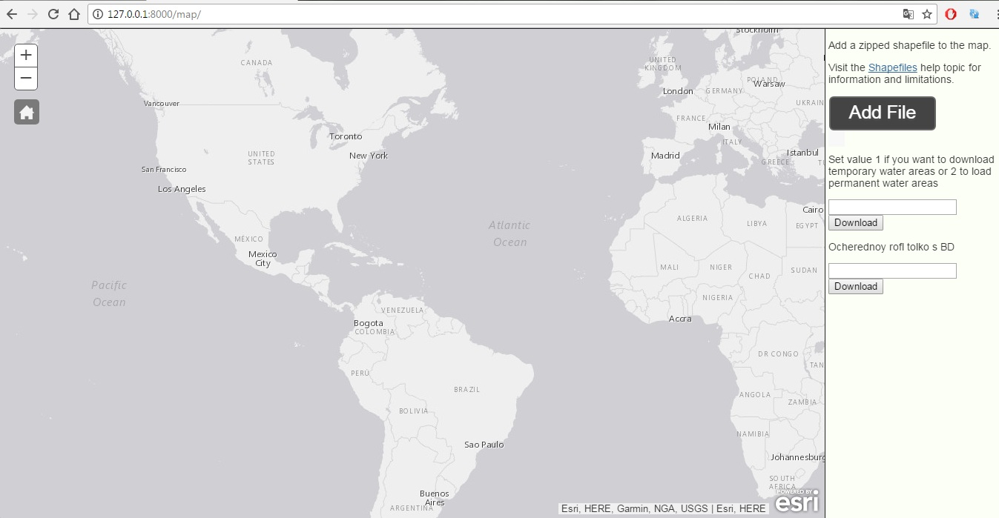 127.0.0.1:8000/map/
+
−
CANADA
Vancouver
Toronto
New York
UNITED
STATES
San Francisco
Los Angeles
MÉXICO
Mexico
City
Pacific
Ocean
Atlantic
Ocean
VENEZUELA
Bogota
COLOMBIA
PERÚ
BRAZIL
BOLIVIA
Sao Paulo
Buenos
Aires
ARGENTINA
Stockholm
UNITED
KINGDOM
London
POLAND
Warsaw
GERMANY
UKRAIN
FRANCE
Milan
ITALY
Madrid
Istanbul
GREECE
TU
Cairo
ALGERIA
LIBYA
EGYPT
MALI
NIGER
CHAD
SUDAN
NIGERIA
Accra
DR CONGO
TAN
ANGOLA
ZAMBIA
NAMIBIA
Johannesburg
SOUTH
AFRICA
POWERED BY
esri
Esri, HERE, Garmin, NGA, USGS | Esri, HERE
Add a zipped shapefile to the map.
Visit the Shapefiles help topic for
information and limitations.
Add File
Set value 1 if you want to download
temporary water areas or 2 to load
permanent water areas
Download
Ocherednoy rofl tolko s BD
Download